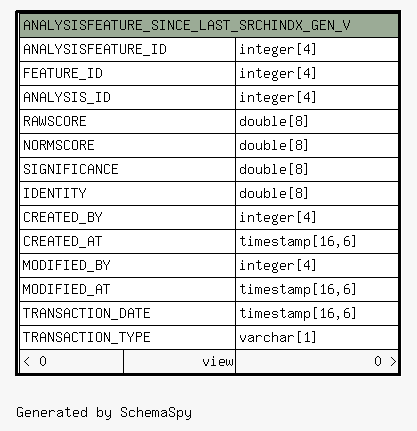 ANALYSISFEATURE_SINCE_LAST_SRCHINDX_GEN_V
ANALYSISFEATURE_ID integer[4]
FEATURE_ID integer[4]
ANALYSIS_ID integer[4]
RAWSCORE double[8]
NORMSCORE double[8]
SIGNIFICANCE double[8]
IDENTITY double[8]
CREATED_BY integer[4]
CREATED_AT timestamp[16,6]
MODIFIED_BY integer[4]
MODIFIED_AT timestamp[16,6]
TRANSACTION_DATE timestamp[16,6]
TRANSACTION_TYPE varchar[1]
< 0 view 0 >
Generated by SchemaSpy